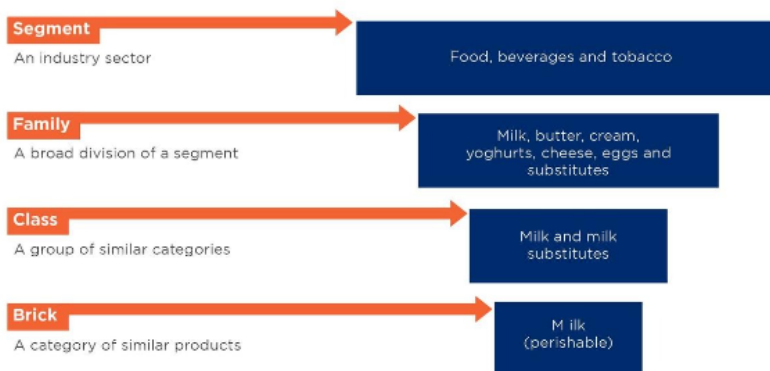 Segment
An industry sector
Food, beverages and tobacco
Family
A broad division of a segment
Milk, butter, cream,
yoghurts, cheese, eggs and
substitutes
Class
A group of similar categories
Milk and milk
substitutes
Brick
A category of similar products
M ilk
(perishable)